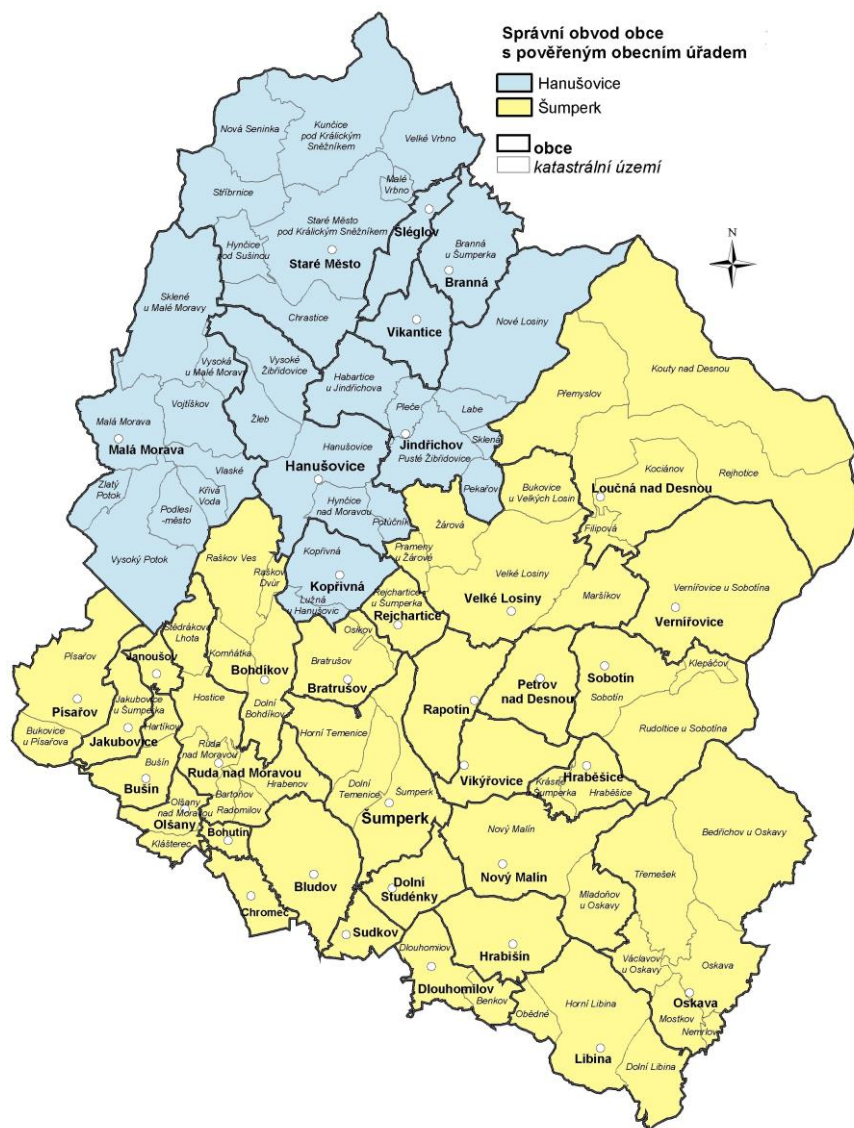 Správní obvod obce
s pověřeným obecním úřadem
Hanušovice
Šumperk
obce
katastrální území
N
Nová Seninka
Kunčice
pod Králickým
Sněžníkem
Velké Vrbno
Stříbrnice
Malé
Vrbno
Staré Město
pod Králickým Sněžníkem
Šléglov
Hynčice
pod Sušinou
Staré Město
Branná
u Šumperka
Branná
Sklené
u Malé Moravy
Chrastice
Vikantice
Nové Losiny
Vysoká
u Malé Moravy
Vysoké
Žibřidovice
Habartice
u Jindřichova
Přemyslov
Kouty nad Desnou
Malá Morava
Vojtíškov
Žleb
Pleče
Labe
Malá Morava
Hanušovice
Jindřichov
Sklená
Pusté Žibřidovice
Vlaské
Hanušovice
Kociánov
Rejhotice
Zlatý
Potok
Křivá
Voda
Pekařov
Bukovice
u Velkých Losin
Loučná nad Desnou
Podlesí
-město
Hynčice
nad Moravou
Potůčník
Žárová
Filipová
Vysoký Potok
Raškov Ves
Kopřivná
Prameny
u Žárové
Raškov
Dvůr
Kopřivná
Velké Losiny
Maršíkov
Vernířovice u Sobotína
Lužná
u Hanušovic
Rejchartice
u Šumperka
Velké Losiny
Vernířovice
Štědrákova
Lhota
Rejchartice
Osikov
Písařov
Janoušov
Komňátka
Bohdíkov
Bratrušov
Bratrušov
Klepáčov
Sobotín
Petrov
nad Desnou
Sobotín
Písařov
Jakubovice
u Šumperka
Hostice
Dolní
Bohdíkov
Rapotín
Bukovice
u Písařova
Hartíkov
Jakubovice
Horní Temenice
Rudoltice u Sobotína
Ruda
nad Moravou
Bušín
Ruda nad Moravou
Vikýřovice
Hraběšice
Bušín
Bartoňov
Hrabenov
Dolní
Temenice
Šumperk
Krásné
u Šumperka
Hraběšice
Olšany
nad Moravou
Radomilov
Olšany
Šumperk
Klášterec
Bohutín
Nový Malín
Bedřichov u Oskavy
Nový Malín
Třemešek
Bludov
Dolní
Studénky
Mladoňov
u Oskavy
Chromeč
Sudkov
Hrabišín
Dlouhomilov
Václavov
u Oskavy
Oskava
Dlouhomilov
Benkov
Obědné
Horní Libina
Oskava
Mostkov
Nemrlov
Libina
Dolní Libina